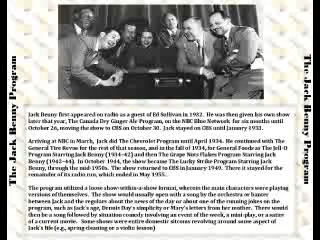 The Jack Benny Program
Jack Benny first appeared on radio as a guest of Ed Sullivan in 1932. He was then given his own show
later that year, The Canada Dry Ginger Ale Program, on the NBC Blue Network for six months until
October 26, moving the show to CBS on October 30. Jack stayed on CBS until January 1933.
Arriving at NBC in March, Jack did The Chevrolet Program until April 1934. He continued with The
General Tire Revue for the rest of that season, and in the fall of 1934, for General Foods as The Jell-O
Program Starring Jack Benny (1934-42) and then The Grape Nuts Flakes Program Starring Jack
Benny (1942-44). In October 1944, the show became The Lucky Strike Program Starring Jack
Benny, through the mid-1950s. The show returned to CBS in January 1949. There it stayed for the
remainder of its radio run, which ended in May 1955.
The program utilized a loose show-within-a-show format, wherein the main characters were playing
versions of themselves. The show would usually open with a song by the orchestra or banter
between Jack and the regulars about the news of the day or about one of the running jokes on the
program, such as Jack's age, Dennis Day's simplicity or Mary's letters from her mother. There would
then be a song followed by situation comedy involving an event of the week, a mini-play, or a satire
of a current movie. Some shows were entire domestic sitcoms revolving around some aspect of
Jack's life (e.g., spring cleaning or a violin lesson)
The Jack Benny Program